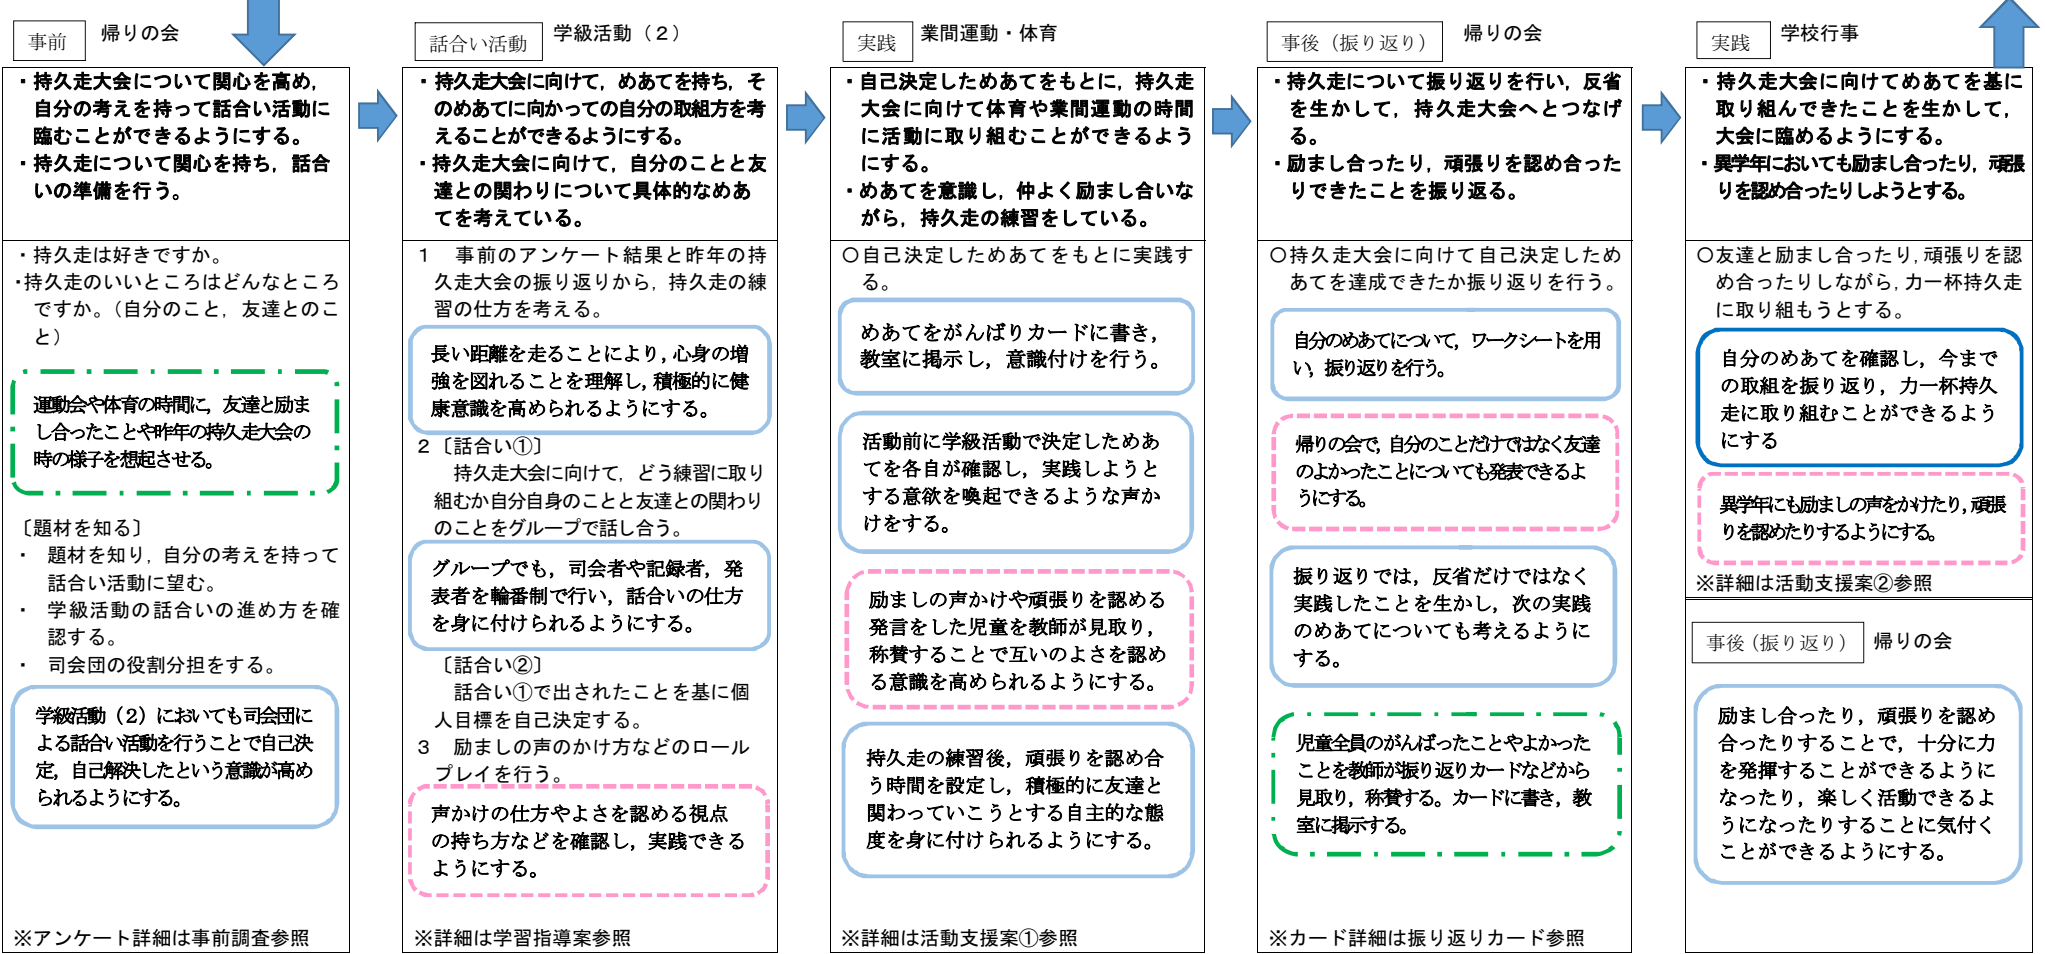 事前 帰りの会
・持久走大会について関心を高め，
自分の考えを持って話合い活動に
臨むことができるようにする。
・持久走について関心を持ち，話合
いの準備を行う。
・持久走は好きですか。
・持久走のいいところはどんなところ
ですか。（自分のこと，友達とのこ
と）
運動会や体育の時間に，友達と励ま
し合ったことや昨年の持久走大会の
時の様子を想起させる。
〔題材を知る〕
・ 題材を知り，自分の考えを持って
話合い活動に望む。
・ 学級活動の話合いの進め方を確
認する。
・ 司会団の役割分担をする。
学級活動（２）においても司会団に
よる話合い活動を行うことで自己決
定，自己解決したという意識が高め
られるようにする。
※アンケート詳細は事前調査参照
話合い活動 学級活動（２）
・持久走大会に向けて，めあてを持ち，そ
のめあてに向かっての自分の取組方を考
えることができるようにする。
・持久走大会に向けて，自分のことと友
達との関わりについて具体的なめあ
てを考えている。
１ 事前のアンケート結果と昨年の持
久走大会の振り返りから，持久走の練
習の仕方を考える。
長い距離を走ることにより，心身の増
強を図れることを理解し，積極的に健
康意識を高められるようにする。
２〔話合い①〕
持久走大会に向けて，どう練習に取り
組むか自分自身のことと友達との関わり
のことをグループで話し合う。
グループでも，司会者や記録者，発
表者を輪番制で行い，話合いの仕方
を身に付けられるようにする。
〔話合い②〕
話合い①で出されたことを基に個
人目標を自己決定する。
３ 励ましの声のかけ方などのロール
プレイを行う。
声かけの仕方やよさを認める視点
の持ち方などを確認し，実践できる
ようにする。
※詳細は学習指導案参照
実践 業間運動・体育
・自己決定しためあてをもとに，持久走
大会に向けて体育や業間運動の時間
に活動に取り組むことができるよう
にする。
・めあてを意識し，仲よく励まし合いな
がら，持久走の練習をしている。
○自己決定しためあてをもとに実践す
る。
めあてをがんばりカードに書き，
教室に掲示し，意識付けを行う。
活動前に学級活動で決定しためあ
てを各自が確認し，実践しようと
する意欲を喚起できるような声か
けをする。
励ましの声かけや頑張りを認める
発言をした児童を教師が見取り，
称賛することで互いのよさを認め
る意識を高められるようにする。
持久走の練習後，頑張りを認め合
う時間を設定し，積極的に友達と
関わっていこうとする自主的な態
度を身に付けられるようにする。
※詳細は活動支援案①参照
事後（振り返り） 帰りの会
・持久走について振り返りを行い，反省
を生かして，持久走大会へとつなげ
る。
・励まし合ったり，頑張りを認め合った
りできたことを振り返る。
○持久走大会に向けて自己決定しため
あてを達成できたか振り返りを行う。
自分のめあてについて，ワークシートを用
い，振り返りを行う。
帰りの会で，自分のことだけではなく友達
のよかったことについても発表できるよ
うにする。
振り返りでは，反省だけではなく
実践したことを生かし，次の実践
のめあてについても考えるように
する。
児童全員のがんばったことやよかった
ことを教師が振り返りカードなどから
見取り，称賛する。カードに書き，教
室に掲示する。
※カード詳細は振り返りカード参照
実践 学校行事
・持久走大会に向けてめあてを基に
取り組んできたことを生かして，
大会に臨めるようにする。
・異学年においても励まし合ったり，頑張
りを認め合ったりしようとする。
○友達と励まし合ったり，頑張りを認
め合ったりしながら，力一杯持久走
に取り組もうとする。
自分のめあてを確認し，今まで
の取組を振り返り，力一杯持久
走に取り組むことができるよう
にする
異学年にも励ましの声をかけたり，頑張
りを認めたりするようにする。
※詳細は活動支援案②参照
事後（振り返り） 帰りの会
励まし合ったり，頑張りを認め
合ったりすることで，十分に力
を発揮することができるように
なったり，楽しく活動できるよ
うになったりすることに気付く
ことができるようにする。